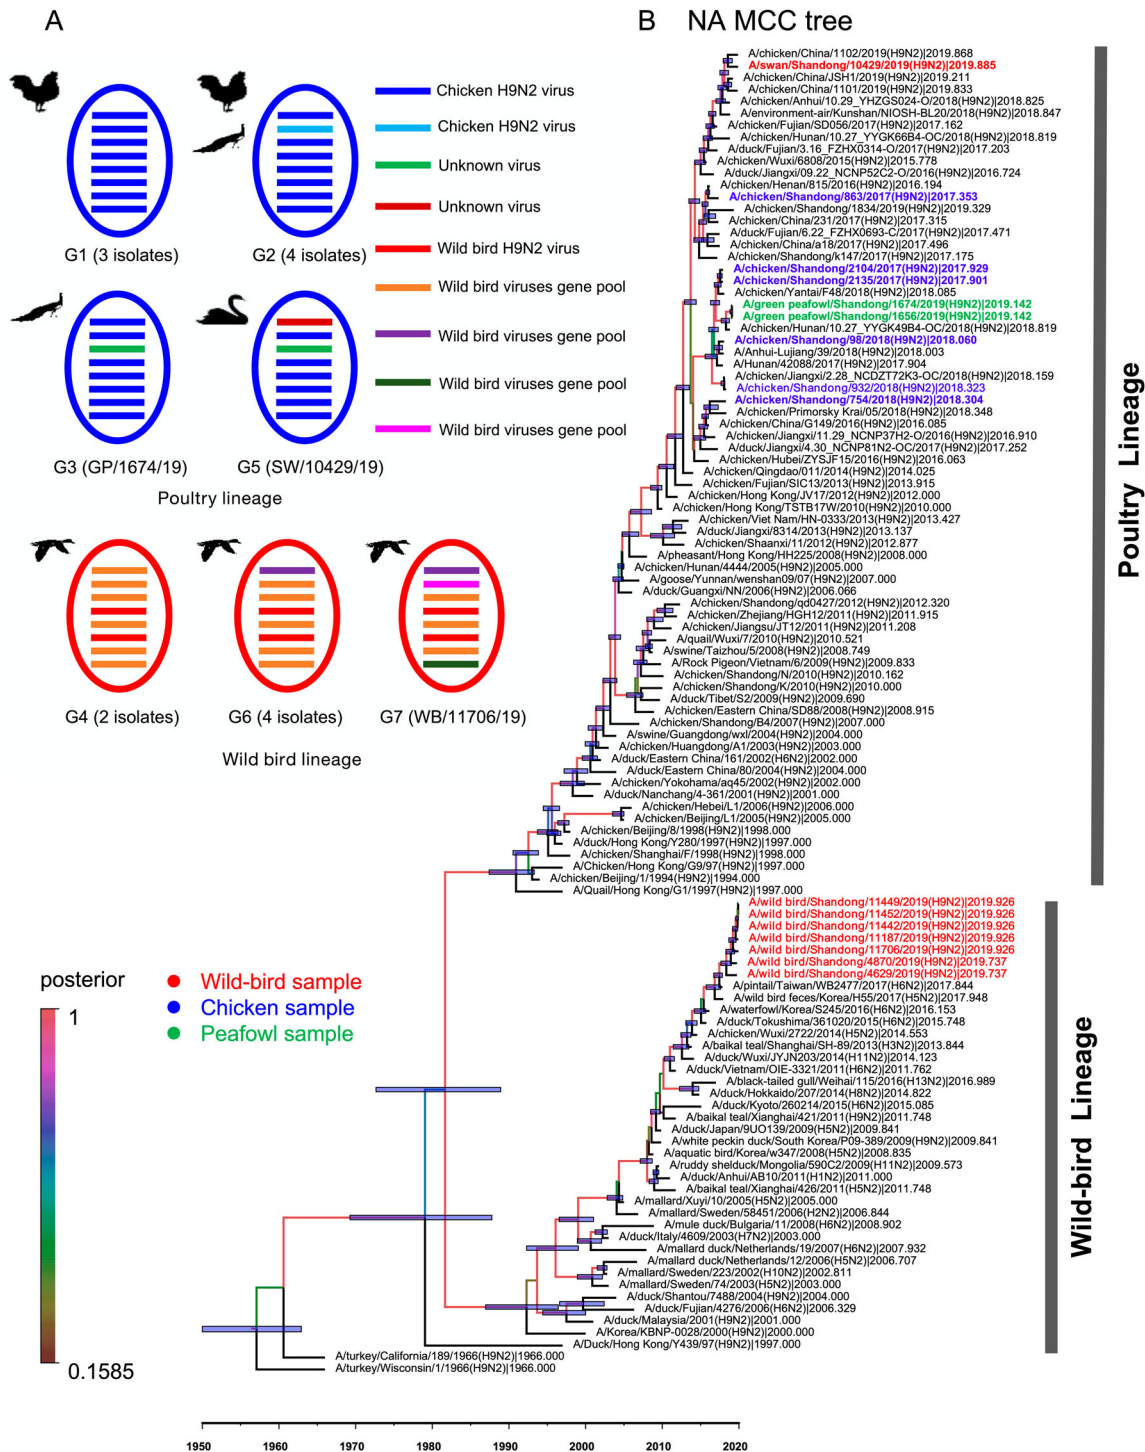 A
B NA MCC tree
Chicken H9N2 virus
Chicken H9N2 virus
Unknown virus
Unknown virus
Wild bird H9N2 virus
Wild bird viruses gene pool
Wild bird viruses gene pool
Wild bird viruses gene pool
Wild bird viruses gene pool
G1 (3 isolates)
G2 (4 isolates)
G3 (GP/1674/19)
G5 (SW/10429/19)
Poultry lineage
G4 (2 isolates)
G6 (4 isolates)
G7 (WB/11706/19)
Wild bird lineage
A/chicken/China/1102/2019(H9N2)|2019.868
A/swan/Shandong/10429/2019(H9N2)|2019.885
A/chicken/China/JSH1/2019(H9N2)|2019.211
A/chicken/China/1101/2019(H9N2)|2019.833
A/chicken/Anhui/10.29_YHZGS024-O/2018(H9N2)|2018.825
A/environment-air/Kunshan/NIOSH-BL20/2018(H9N2)|2018.847
A/chicken/Fujian/SD056/2017(H9N2)|2017.162
A/chicken/Hunan/10.27_YYGK66B4-OC/2018(H9N2)|2018.819
A/duck/Fujian/3.16_FZHX0314-O/2017(H9N2)|2017.203
A/chicken/Wuxi/6808/2015(H9N2)|2015.778
A/duck/Jiangxi/09.22_NCNP52C2-O/2016(H9N2)|2016.724
A/chicken/Henan/815/2016(H9N2)|2016.194
A/chicken/Shandong/863/2017(H9N2)|2017.353
A/chicken/Shandong/1834/2019(H9N2)|2019.329
A/chicken/China/231/2017(H9N2)|2017.315
A/duck/Fujian/6.22_FZHX0693-C/2017(H9N2)|2017.471
A/chicken/China/a18/2017(H9N2)|2017.496
A/chicken/Shandong/k147/2017(H9N2)|2017.175
A/chicken/Shandong/2104/2017(H9N2)|2017.929
A/chicken/Shandong/2135/2017(H9N2)|2017.901
A/chicken/Yantai/F48/2018(H9N2)|2018.085
A/green peafowl/Shandong/1674/2019(H9N2)|2019.142
A/green peafowl/Shandong/1656/2019(H9N2)|2019.142
A/chicken/Hunan/10.27_YYGK49B4-OC/2018(H9N2)|2018.819
A/chicken/Shandong/98/2018(H9N2)|2018.060
A/Anhui-Lujiang/39/2018(H9N2)|2018.003
A/Hunan/42088/2017(H9N2)|2017.904
A/chicken/Jiangxi/2.28_NCDZT72K3-OC/2018(H9N2)|2018.159
A/chicken/Shandong/932/2018(H9N2)|2018.323
A/chicken/Shandong/754/2018(H9N2)|2018.304
A/chicken/Primorsky Krai/05/2018(H9N2)|2018.348
A/chicken/China/G149/2016(H9N2)|2016.085
A/chicken/Jiangxi/11.29_NCNP37H2-O/2016(H9N2)|2016.910
A/duck/Jiangxi/4.30_NCNP81N2-OC/2017(H9N2)|2017.252
A/chicken/Hubei/ZYSJF15/2016(H9N2)|2016.063
A/chicken/Qingdao/011/2014(H9N2)|2014.025
A/chicken/Fujian/SIC13/2013(H9N2)|2013.915
A/chicken/Hong Kong/JV17/2012(H9N2)|2012.000
A/chicken/Hong Kong/TSTB17W/2010(H9N2)|2010.000
A/chicken/Viet Nam/HN-0333/2013(H9N2)|2013.427
A/duck/Jiangxi/8314/2013(H9N2)|2013.137
A/chicken/Shaanxi/11/2012(H9N2)|2012.877
A/pheasant/Hong Kong/HH225/2008(H9N2)|2008.000
A/chicken/Hunan/4444/2005(H9N2)|2005.000
A/goose/Yunnan/wenshan09/07(H9N2)|2007.000
A/duck/Guangxi/NN/2006(H9N2)|2006.066
A/chicken/Shandong/qd0427/2012(H9N2)|2012.320
A/chicken/Zhejiang/HGH12/2011(H9N2)|2011.915
A/chicken/Jiangsu/JT12/2011(H9N2)|2011.208
A/quail/Wuxi/7/2010(H9N2)|2010.521
A/swine/Taizhou/5/2008(H9N2)|2008.749
A/Rock Pigeon/Vietnam/6/2009(H9N2)|2009.833
A/chicken/Shandong/N/2010(H9N2)|2010.162
A/chicken/Shandong/K/2010(H9N2)|2010.000
A/duck/Tibet/S2/2009(H9N2)|2009.690
A/chicken/Eastern China/SD88/2008(H9N2)|2008.915
A/chicken/Shandong/B4/2007(H9N2)|2007.000
A/swine/Guangdong/wxl/2004(H9N2)|2004.000
A/chicken/Huangdong/A1/2003(H9N2)|2003.000
A/duck/Eastern China/161/2002(H6N2)|2002.000
A/duck/Eastern China/80/2004(H9N2)|2004.000
A/chicken/Yokohama/aq45/2002(H9N2)|2002.000
A/duck/Nanchang/4-361/2001(H9N2)|2001.000
A/chicken/Hebei/L1/2006(H9N2)|2006.000
A/chicken/Beijing/L1/2005(H9N2)|2005.000
A/chicken/Beijing/8/1998(H9N2)|1998.000
A/duck/Hong Kong/Y280/1997(H9N2)|1997.000
A/chicken/Shanghai/F/1998(H9N2)|1998.000
A/Chicken/Hong Kong/G9/97(H9N2)|1997.000
A/chicken/Beijing/1/1994(H9N2)|1994.000
A/Quail/Hong Kong/G1/1997(H9N2)|1997.000
Poultry Lineage
A/wild bird/Shandong/11449/2019(H9N2)|2019.926
A/wild bird/Shandong/11452/2019(H9N2)|2019.926
A/wild bird/Shandong/11442/2019(H9N2)|2019.926
A/wild bird/Shandong/11187/2019(H9N2)|2019.926
A/wild bird/Shandong/11706/2019(H9N2)|2019.926
A/wild bird/Shandong/4870/2019(H9N2)|2019.737
A/wild bird/Shandong/4629/2019(H9N2)|2019.737
A/pintail/Taiwan/WB2477/2017(H6N2)|2017.844
A/wild bird feces/Korea/H55/2017(H5N2)|2017.948
A/waterfowl/Korea/S245/2016(H6N2)|2016.153
A/duck/Tokushima/361020/2015(H6N2)|2015.748
A/chicken/Wuxi/2722/2014(H5N2)|2014.553
A/baikal teal/Shanghai/SH-89/2013(H3N2)|2013.844
A/duck/Wuxi/JYJN203/2014(H11N2)|2014.123
A/duck/Vietnam/OIE-3321/2011(H6N2)|2011.762
A/black-tailed gull/Weihai/115/2016(H13N2)|2016.989
A/duck/Hokkaido/207/2014(H8N2)|2014.822
A/duck/Kyoto/260214/2015(H6N2)|2015.085
A/baikal teal/Xianghai/421/2011(H9N2)|2011.748
A/duck/Japan/9UO139/2009(H5N2)|2009.841
A/white peckin duck/South Korea/P09-389/2009(H9N2)|2009.841
A/aquatic bird/Korea/w347/2008(H5N2)|2008.835
A/ruddy shelduck/Mongolia/590C2/2009(H11N2)|2009.573
A/duck/Anhui/AB10/2011(H1N2)|2011.000
A/baikal teal/Xianghai/426/2011(H5N2)|2011.748
A/mallard/Xuyi/10/2005(H5N2)|2005.000
A/mallard/Sweden/58451/2006(H2N2)|2006.844
A/mule duck/Bulgaria/11/2008(H6N2)|2008.902
A/duck/Italy/4609/2003(H7N2)|2003.000
A/mallard duck/Netherlands/19/2007(H6N2)|2007.932
A/mallard duck/Netherlands/12/2006(H5N2)|2006.707
A/mallard/Sweden/223/2002(H10N2)|2002.811
A/mallard/Sweden/74/2003(H5N2)|2003.000
A/duck/Shantou/7488/2004(H9N2)|2004.000
A/duck/Fujian/4276/2006(H6N2)|2006.329
A/duck/Malaysia/2001(H9N2)|2001.000
A/Korea/KBNP-0028/2000(H9N2)|2000.000
A/Duck/Hong Kong/Y439/97(H9N2)|1997.000
A/turkey/California/189/1966(H9N2)|1966.000
A/turkey/Wisconsin/1/1966(H9N2)|1966.000
Wild-bird Lineage
posterior
1
0.1585
Wild-bird sample
Chicken sample
Peafowl sample
1950 1960 1970 1980 1990 2000 2010 2020